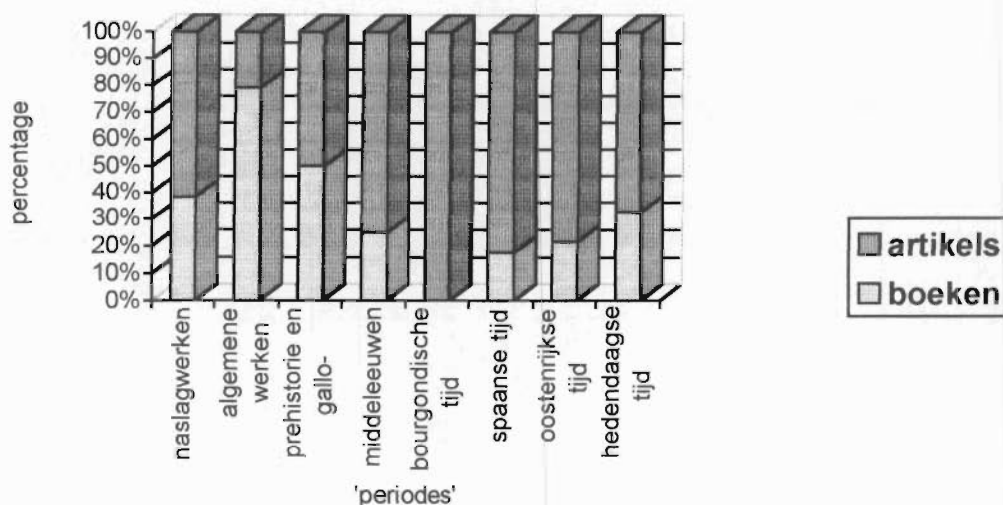 100%
90%
80%
70%
60%
50%
40%
30%
20%
10%
0%
percentage
naslagwerken
algemene
werken
prehistorie en
gallo-
middeleeuwen
bourgondische
tijd
spaanse tijd
oostenrijkse
tijd
hedendaagse
tijd
'periodes'
artikels
boeken